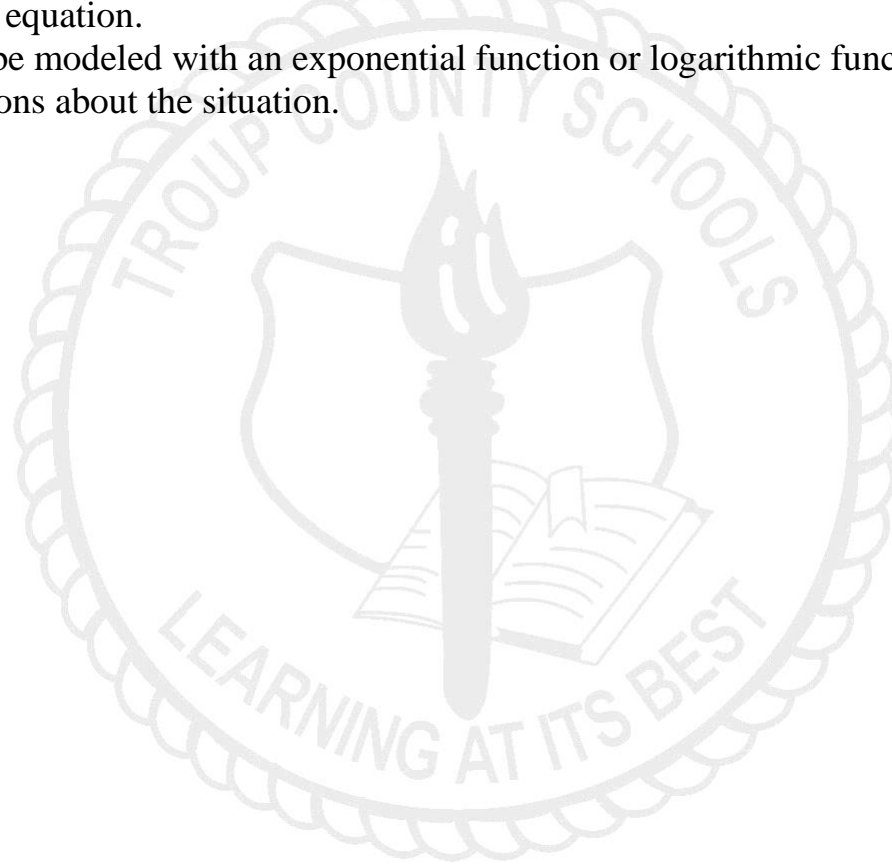 equation.
be modeled with an exponential function or logarithmic func
ons about the situation.
TROUP COUNTY SCHOOLS
LEARNING AT ITS BEST